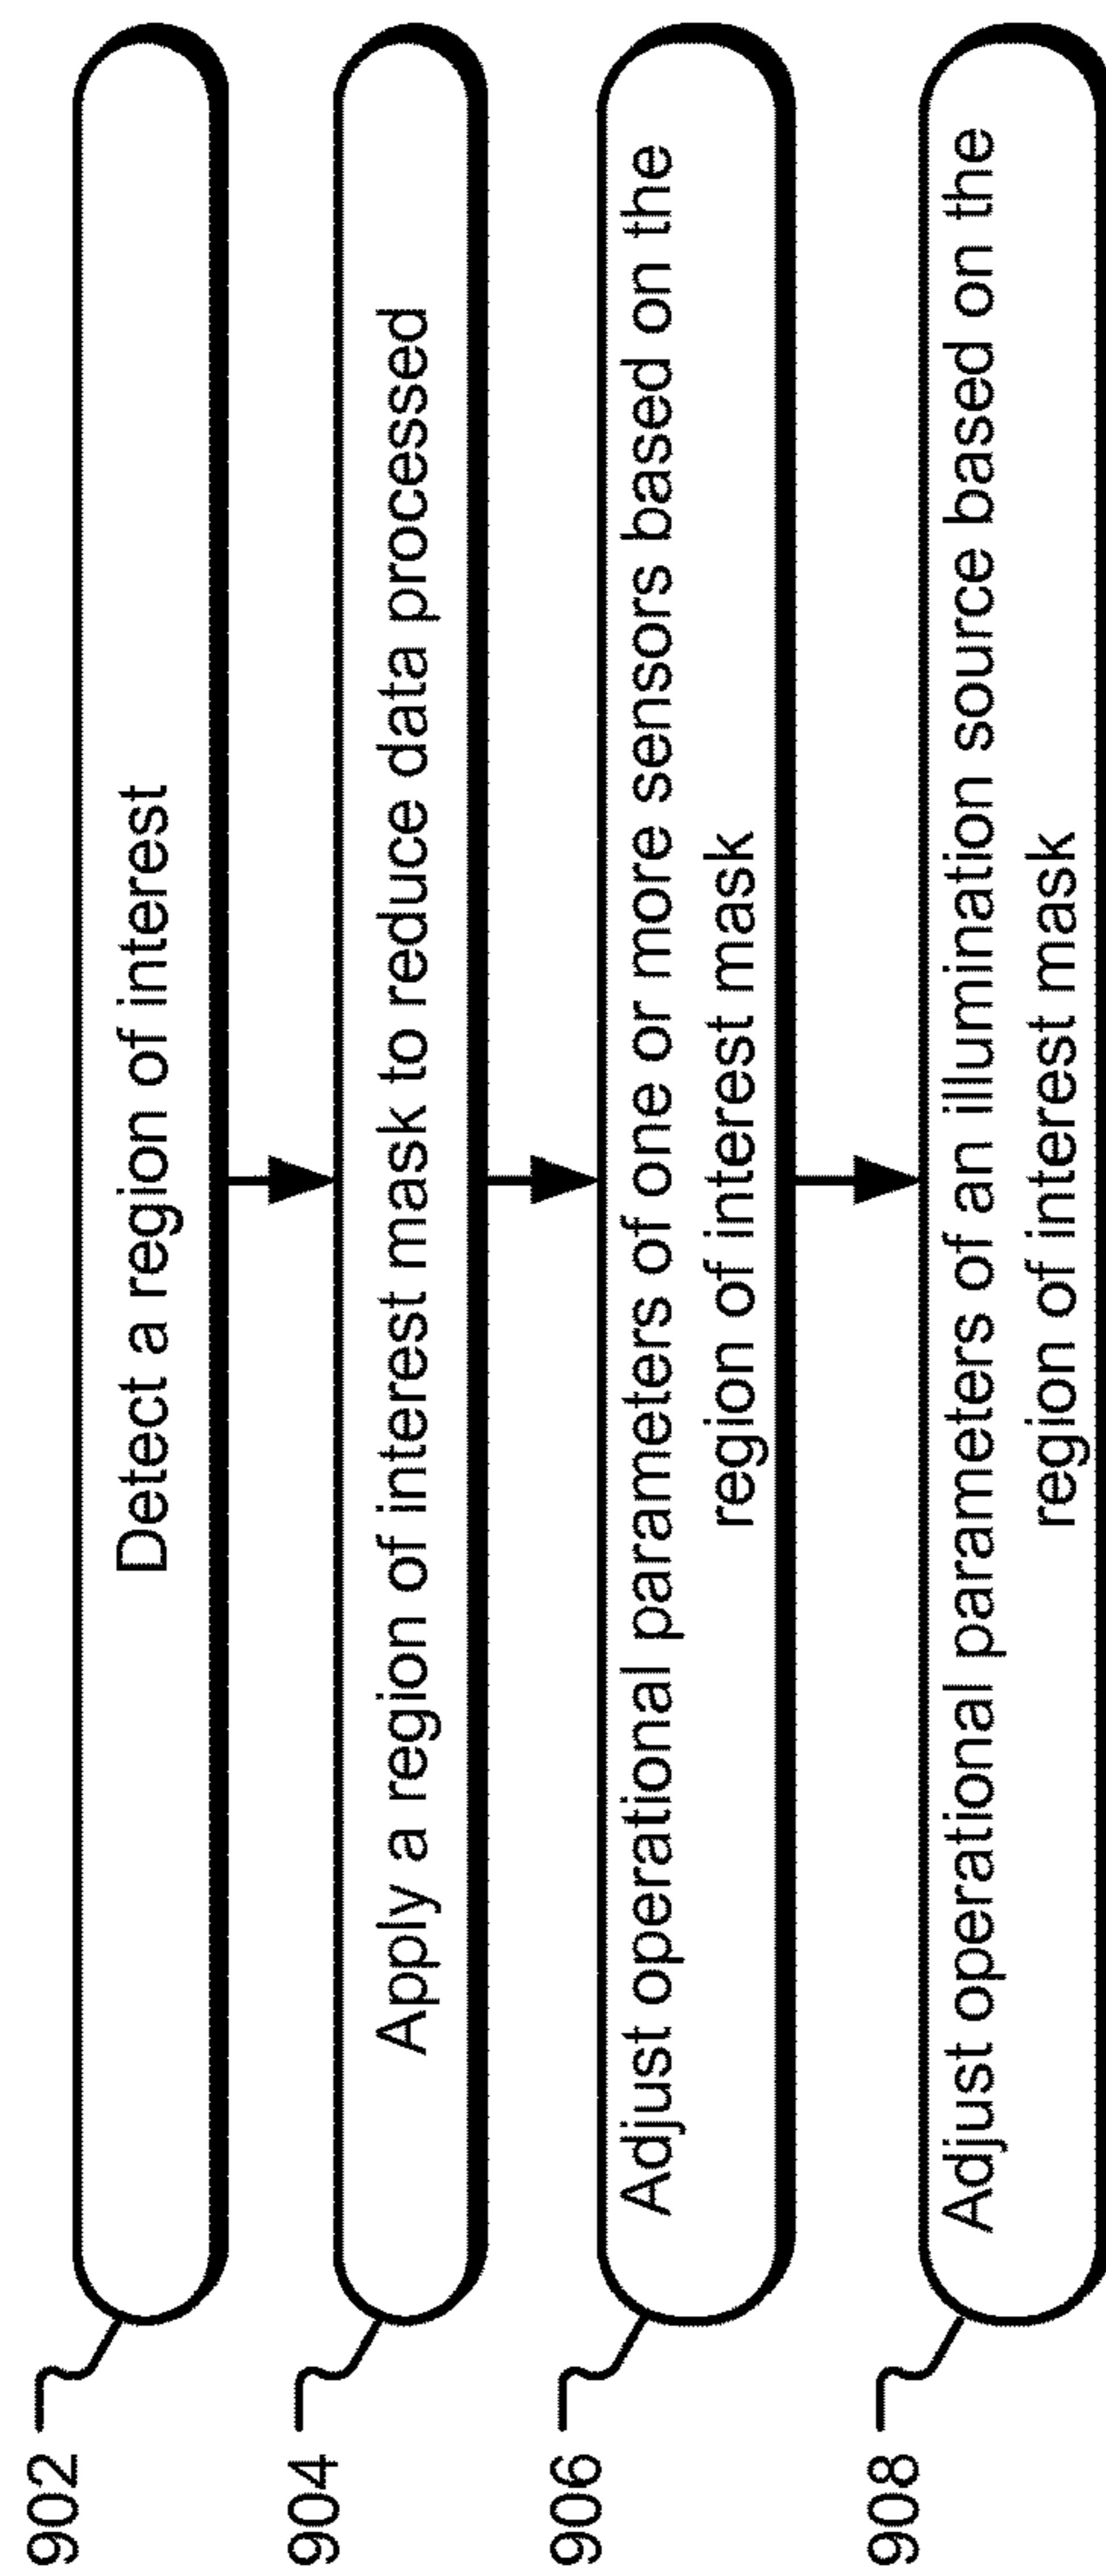 902
Detect a region of interest
904
Apply a region of interest mask to reduce data processed
906
Adjust operational parameters of one or more sensors based on the
region of interest mask
908
Adjust operational parameters of an illumination source based on the
region of interest mask